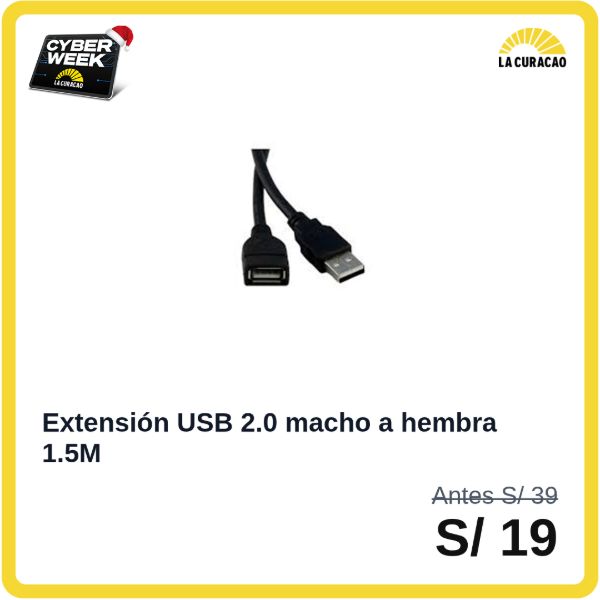 CYBER
WEEK
LA CURACAO
LA CURACAO
Extensión USB 2.0 macho a hembra
1.5M
Antes S/ 39
S/ 19